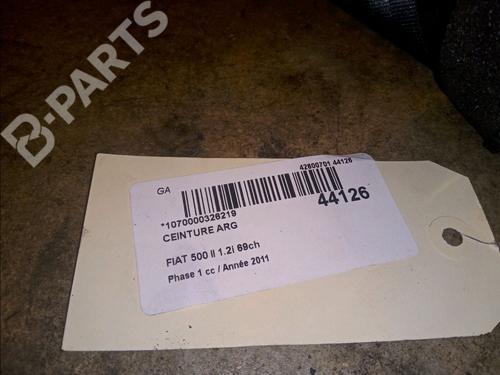 B-PARTS
GA
42800701 44126
*1070000326219
44126
CEINTURE ARG
FIAT 500 II 1.2i 69ch
Phase 1 cc / Année 2011